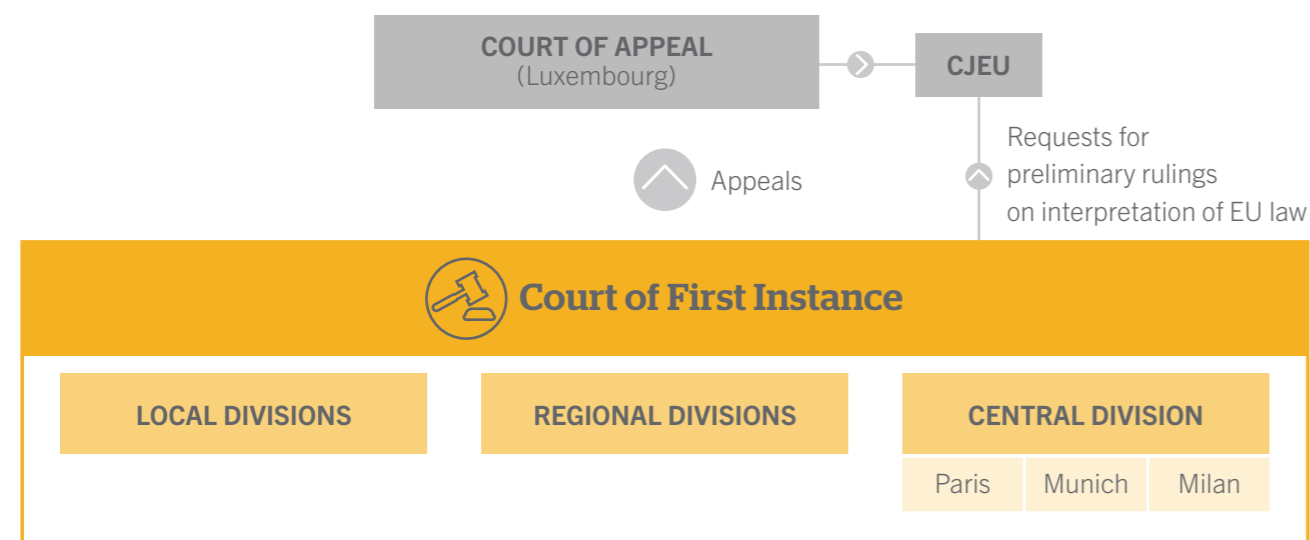 COURT OF APPEAL
(Luxembourg)
CJEU
Appeals
Requests for
preliminary rulings
on interpretation of EU law
Court of First Instance
LOCAL DIVISIONS
REGIONAL DIVISIONS
CENTRAL DIVISION
Paris
Munich
Milan